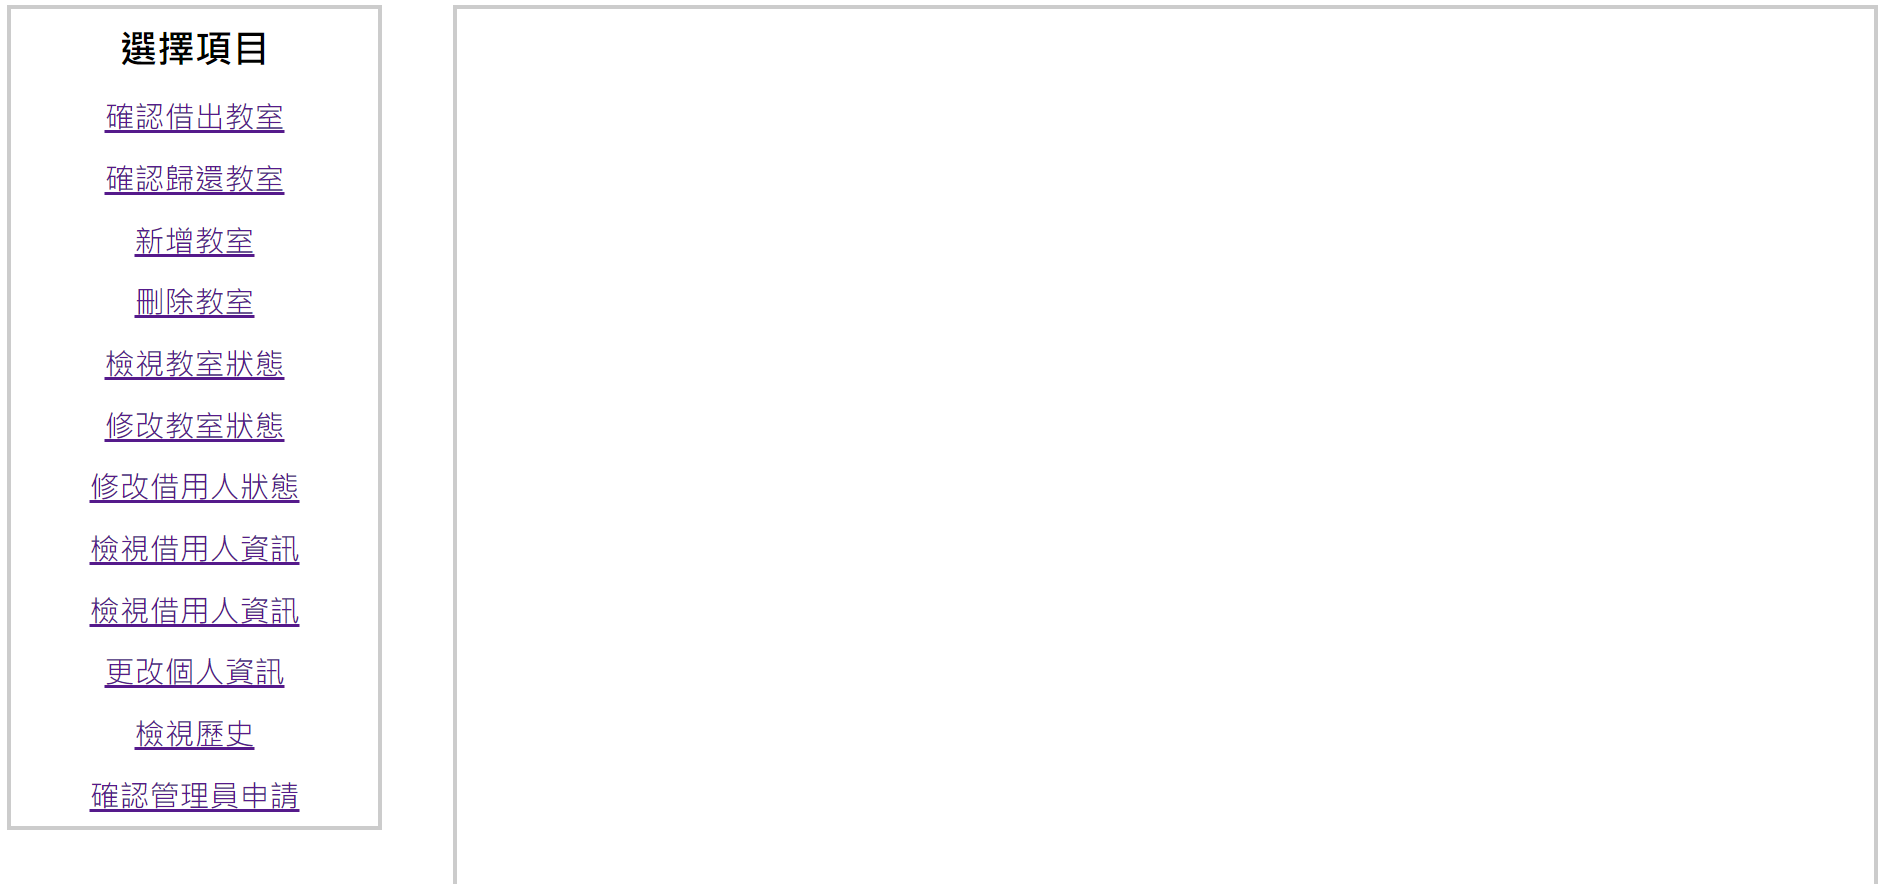 選擇項目
確認借出教室
確認歸還教室
新增教室
刪除教室
檢視教室狀態
修改教室狀態
修改借用人狀態
檢視借用人資訊
檢視借用人資訊
更改個人資訊
檢視歷史
確認管理員申請